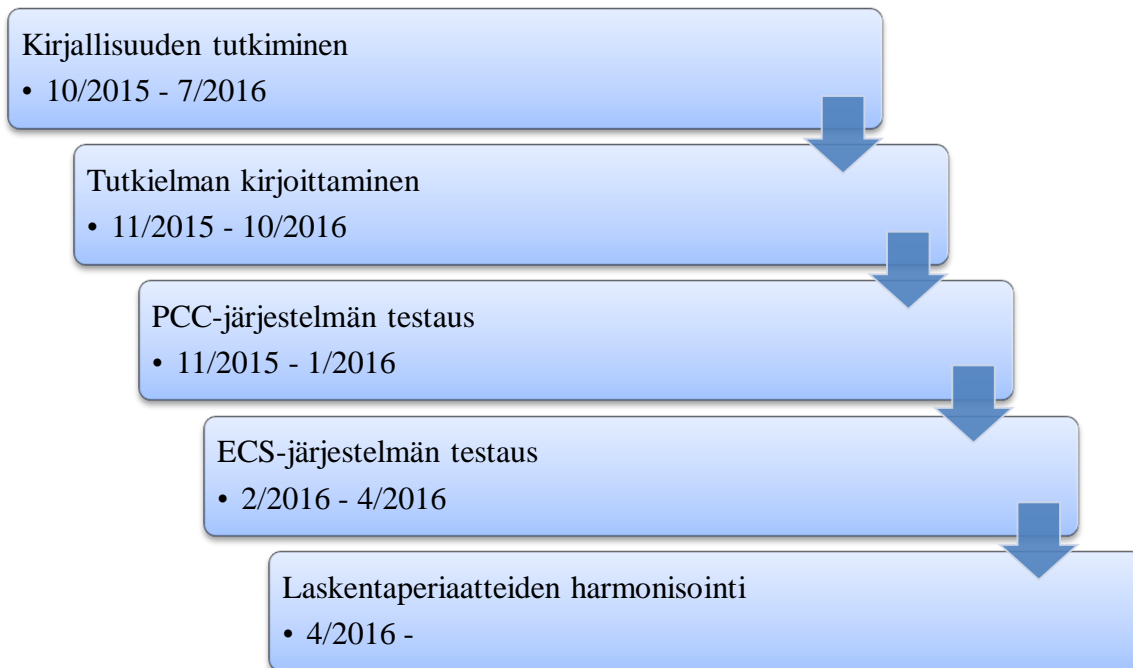 Kirjallisuuden tutkiminen
• 10/2015 - 7/2016
Tutkielman kirjoittaminen
• 11/2015 - 10/2016
PCC-järjestelmän testaus
• 11/2015 - 1/2016
ECS-järjestelmän testaus
• 2/2016 - 4/2016
Laskentaperiaatteiden harmonisointi
• 4/2016 -